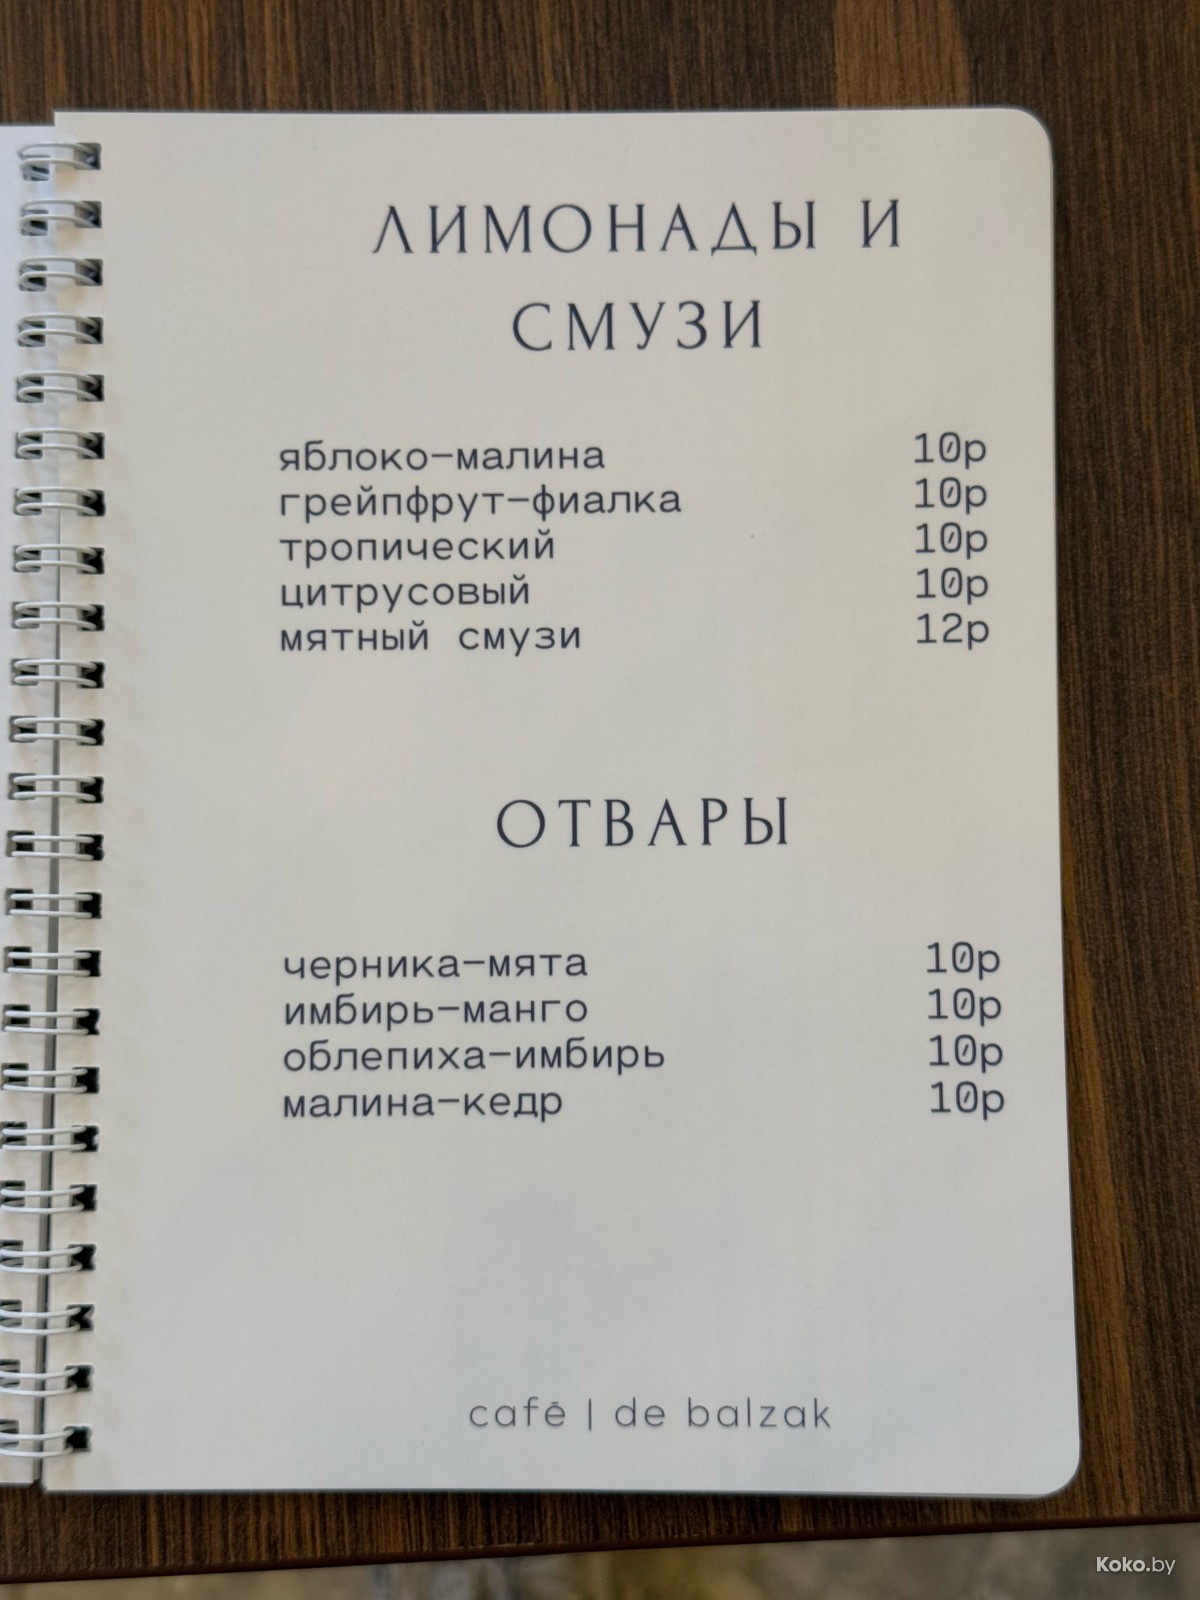 ЛИМОНАДЫ И
СМУЗИ
яблоко-малина 10р
грейпфрут-фиалка 10р
тропический 10р
цитрусовый 10р
мятный смузи 12р
ОТВАРЫ
черника-мята 10р
имбирь-манго 10р
облепиха-имбирь 10р
малина-кедр 10р
cafē | de balzak
Koko.by